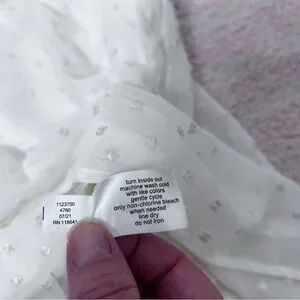 1123700
4780
07/21
RN 118641
turn inside out
machine wash cold
with like colors
gentle cycle
only non-chlorine bleach
when needed
line dry
do not iron